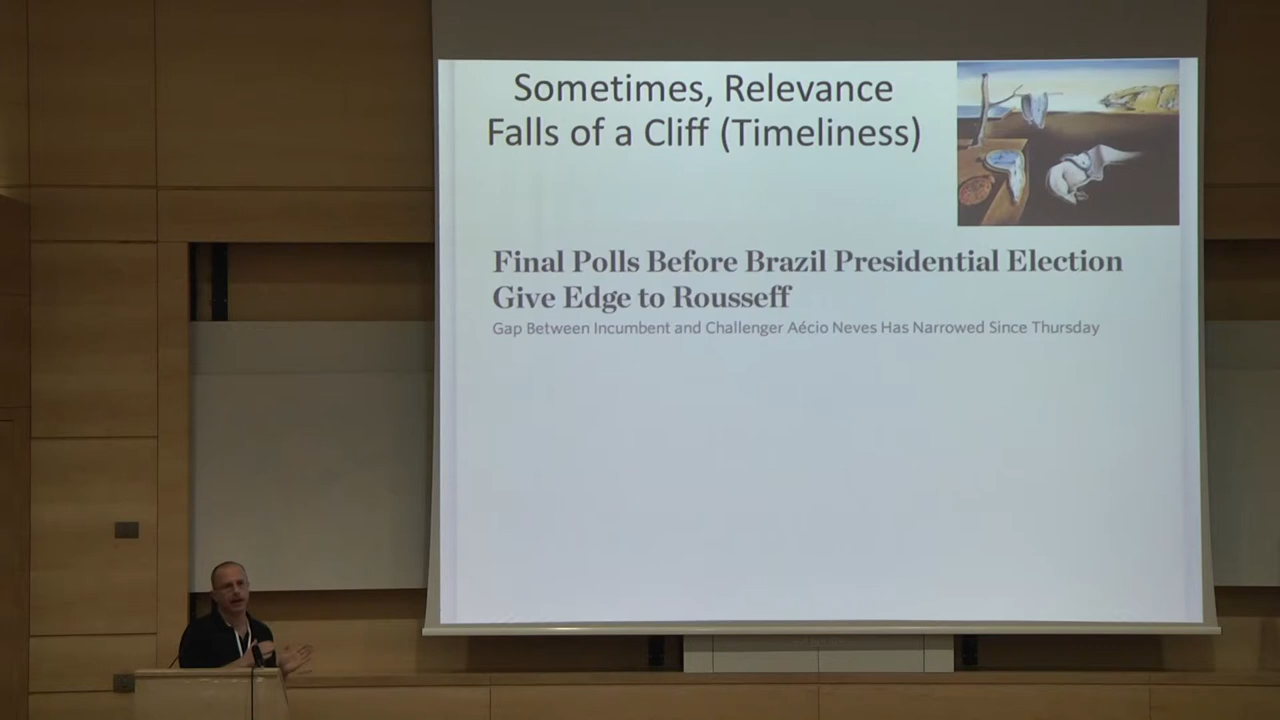 Sometimes, Relevance
Falls of a Cliff (Timeliness)
Final Polls Before Brazil Presidential Election
Give Edge to Rousseff
Gap Between Incumbent and Challenger Aécio Neves Has Narrowed Since Thursday